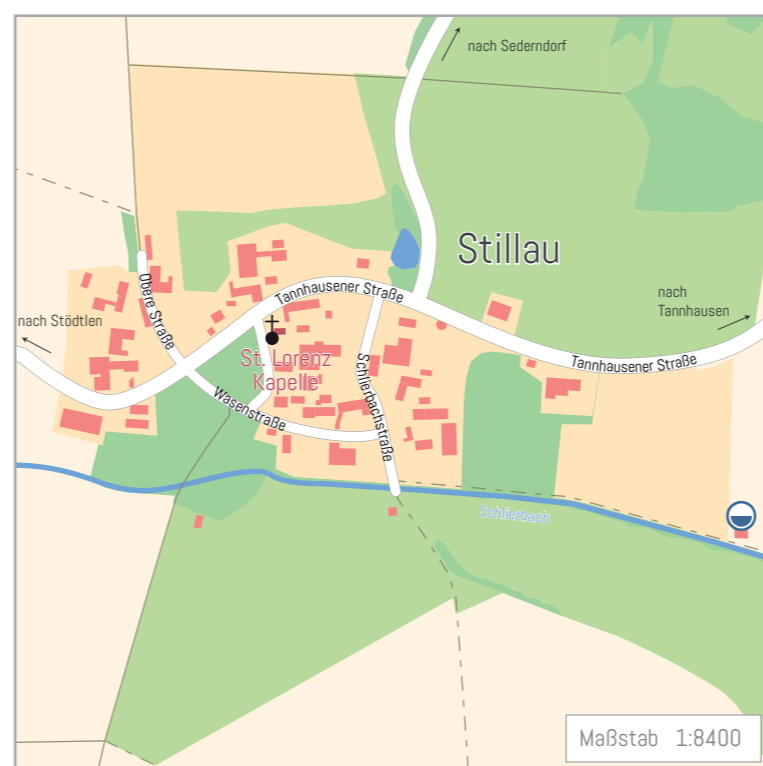 nach Sederndorf
Stillau
nach
Tannhausen
Obere Straße
Tannhausener Straße
nach Stödtlen
St. Lorenz
Kapelle
Schlierbachstraße
Tannhausener Straße
Wasenstraße
Schlierbach
Maßstab 1:8400